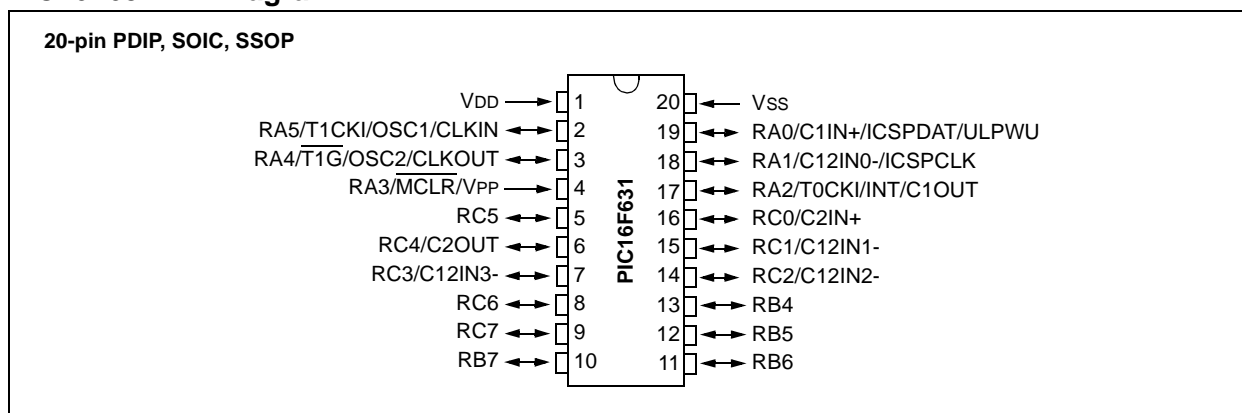 20-pin PDIP, SOIC, SSOP
VDD 1
RA5/T1CKI/OSC1/CLKIN 2
RA4/T1G/OSC2/CLKOUT 3
RA3/MCLR/VPP 4
RC5 5
RC4/C2OUT 6
RC3/C12IN3- 7
RC6 8
RC7 9
RB7 10
PIC16F631
20 VSS
19 RA0/C1IN+/ICSPDAT/ULPWU
18 RA1/C12IN0-/ICSPCLK
17 RA2/T0CKI/INT/C1OUT
16 RC0/C2IN+
15 RC1/C12IN1-
14 RC2/C12IN2-
13 RB4
12 RB5
11 RB6